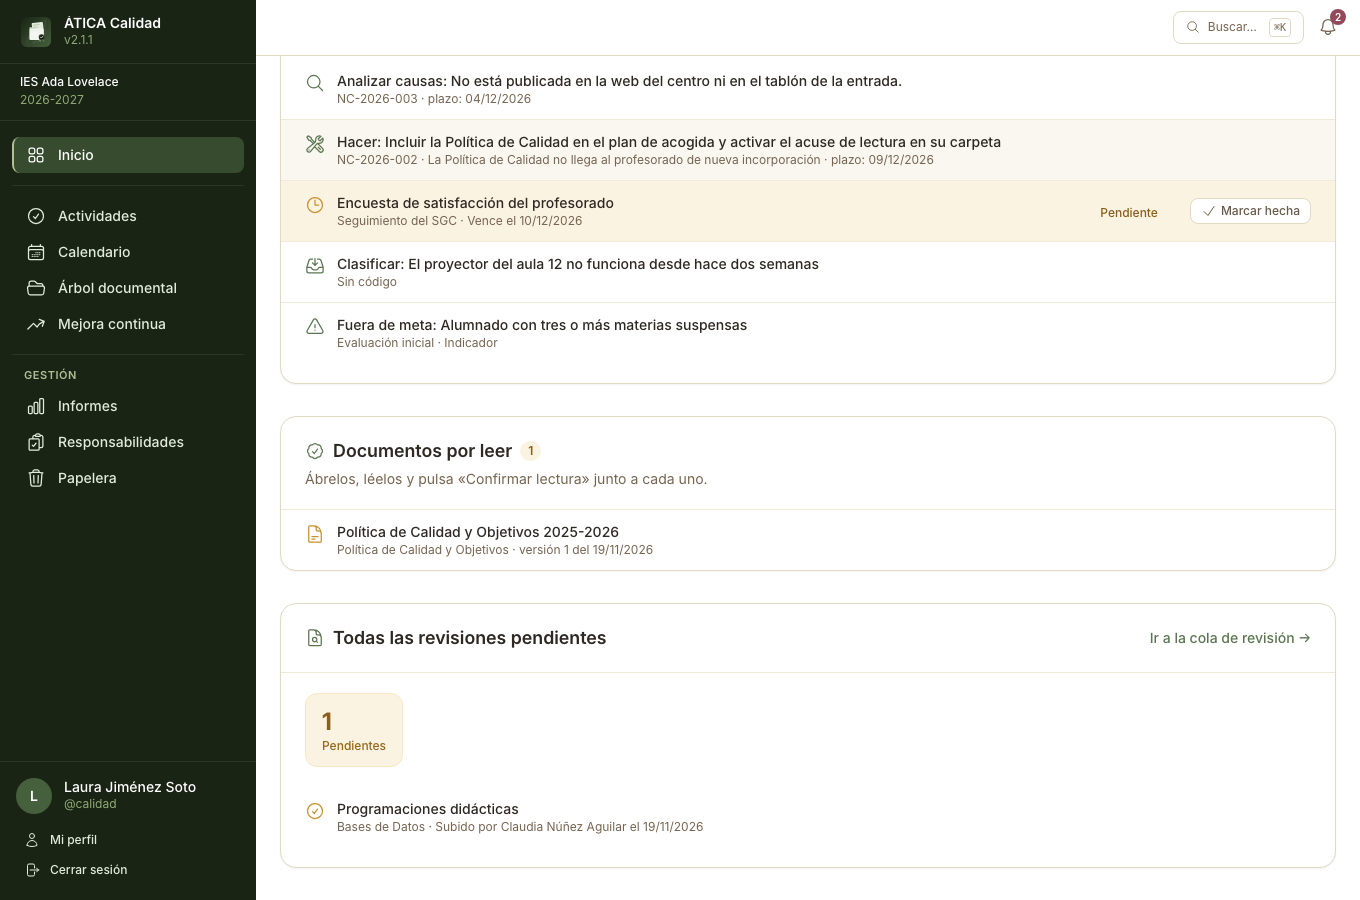 ÁTICA Calidad
v2.1.1
IES Ada Lovelace
2026-2027
Inicio
Actividades
Calendario
Árbol documental
Mejora continua
GESTIÓN
Informes
Responsabilidades
Papelera
L
Laura Jiménez Soto
@calidad
Mi perfil
Cerrar sesión
Buscar... ⌘K
2
Analizar causas: No está publicada en la web del centro ni en el tablón de la entrada.
NC-2026-003 · plazo: 04/12/2026
Hacer: Incluir la Política de Calidad en el plan de acogida y activar el acuse de lectura en su carpeta
NC-2026-002 · La Política de Calidad no llega al profesorado de nueva incorporación · plazo: 09/12/2026
Encuesta de satisfacción del profesorado
Seguimiento del SGC · Vence el 10/12/2026
Pendiente
Marcar hecha
Clasificar: El proyector del aula 12 no funciona desde hace dos semanas
Sin código
Fuera de meta: Alumnado con tres o más materias suspensas
Evaluación inicial · Indicador
Documentos por leer 1
Ábrelos, léelos y pulsa «Confirmar lectura» junto a cada uno.
Política de Calidad y Objetivos 2025-2026
Política de Calidad y Objetivos · versión 1 del 19/11/2026
Todas las revisiones pendientes
Ir a la cola de revisión →
1
Pendientes
Programaciones didácticas
Bases de Datos · Subido por Claudia Núñez Aguilar el 19/11/2026